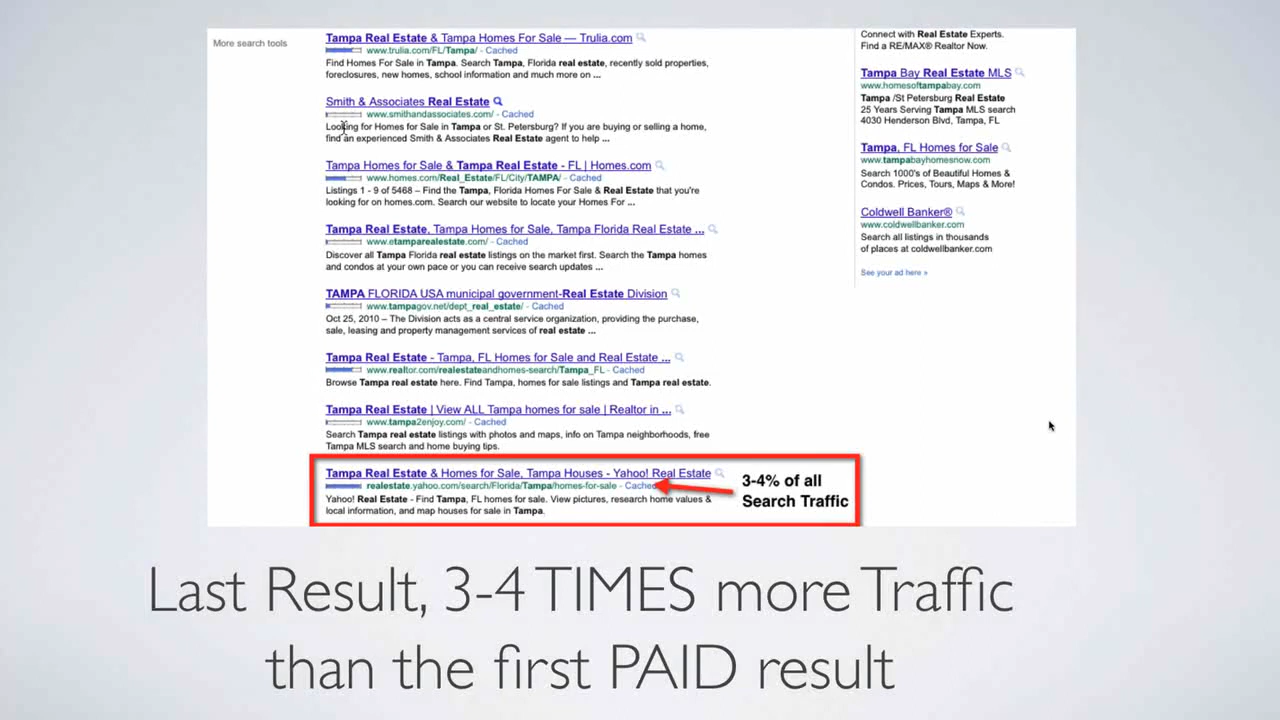 More search tools
Tampa Real Estate & Tampa Homes For Sale — Trulia.com
www.trulia.com/FL/Tampa/ - Cached
Find Homes For Sale in Tampa. Search Tampa, Florida real estate, recently sold properties,
foreclosures, new homes, school information and much more on ...
Smith & Associates Real Estate
www.smithandassociates.com/ - Cached
Looking for Homes for Sale in Tampa or St. Petersburg? If you are buying or selling a home,
find an experienced Smith & Associates Real Estate agent to help ...
Tampa Homes for Sale & Tampa Real Estate - FL | Homes.com
www.homes.com/Real_Estate/FL/City/TAMPA/ - Cached
Listings 1 - 9 of 5468 – Find the Tampa, Florida Homes For Sale & Real Estate that you're
looking for on homes.com. Search our website to locate your Homes For ...
Tampa Real Estate, Tampa Homes for Sale, Tampa Florida Real Estate ...
www.etamparealestate.com/ - Cached
Discover all Tampa Florida real estate listings on the market first. Search the Tampa homes
and condos at your own pace or you can receive search updates ...
TAMPA FLORIDA USA municipal government-Real Estate Division
www.tampagov.net/dept_real_estate/ - Cached
Oct 25, 2010 – The Division acts as a central service organization, providing the purchase,
sale, leasing and property management services of real estate ...
Tampa Real Estate - Tampa, FL Homes for Sale and Real Estate ...
www.realtor.com/realestateandhomes-search/Tampa_FL - Cached
Browse Tampa real estate here. Find Tampa, homes for sale listings and Tampa real estate.
Tampa Real Estate | View ALL Tampa homes for sale | Realtor in ...
www.tampa2enjoy.com/ - Cached
Search Tampa real estate listings with photos and maps, info on Tampa neighborhoods, free
Tampa MLS search and home buying tips.
Tampa Real Estate & Homes for Sale, Tampa Houses - Yahoo! Real Estate
realestate.yahoo.com/search/Florida/Tampa/homes-for-sale - Cached
Yahoo! Real Estate - Find Tampa, FL homes for sale. View pictures, research home values &
local information, and map houses for sale in Tampa.
3-4% of all
Search Traffic
Connect with Real Estate Experts.
Find a RE/MAX® Realtor Now.
Tampa Bay Real Estate MLS
www.homesoftampabay.com
Tampa /St Petersburg Real Estate
25 Years Serving Tampa MLS search
4030 Henderson Blvd, Tampa, FL
Tampa, FL Homes for Sale
www.tampabayhomesnow.com
Search 1000's of Beautiful Homes &
Condos. Prices, Tours, Maps & More!
Coldwell Banker®
www.coldwellbanker.com
Search all listings in thousands
of places at coldwellbanker.com
See your ad here »
Last Result, 3-4 TIMES more Traffic
than the first PAID result